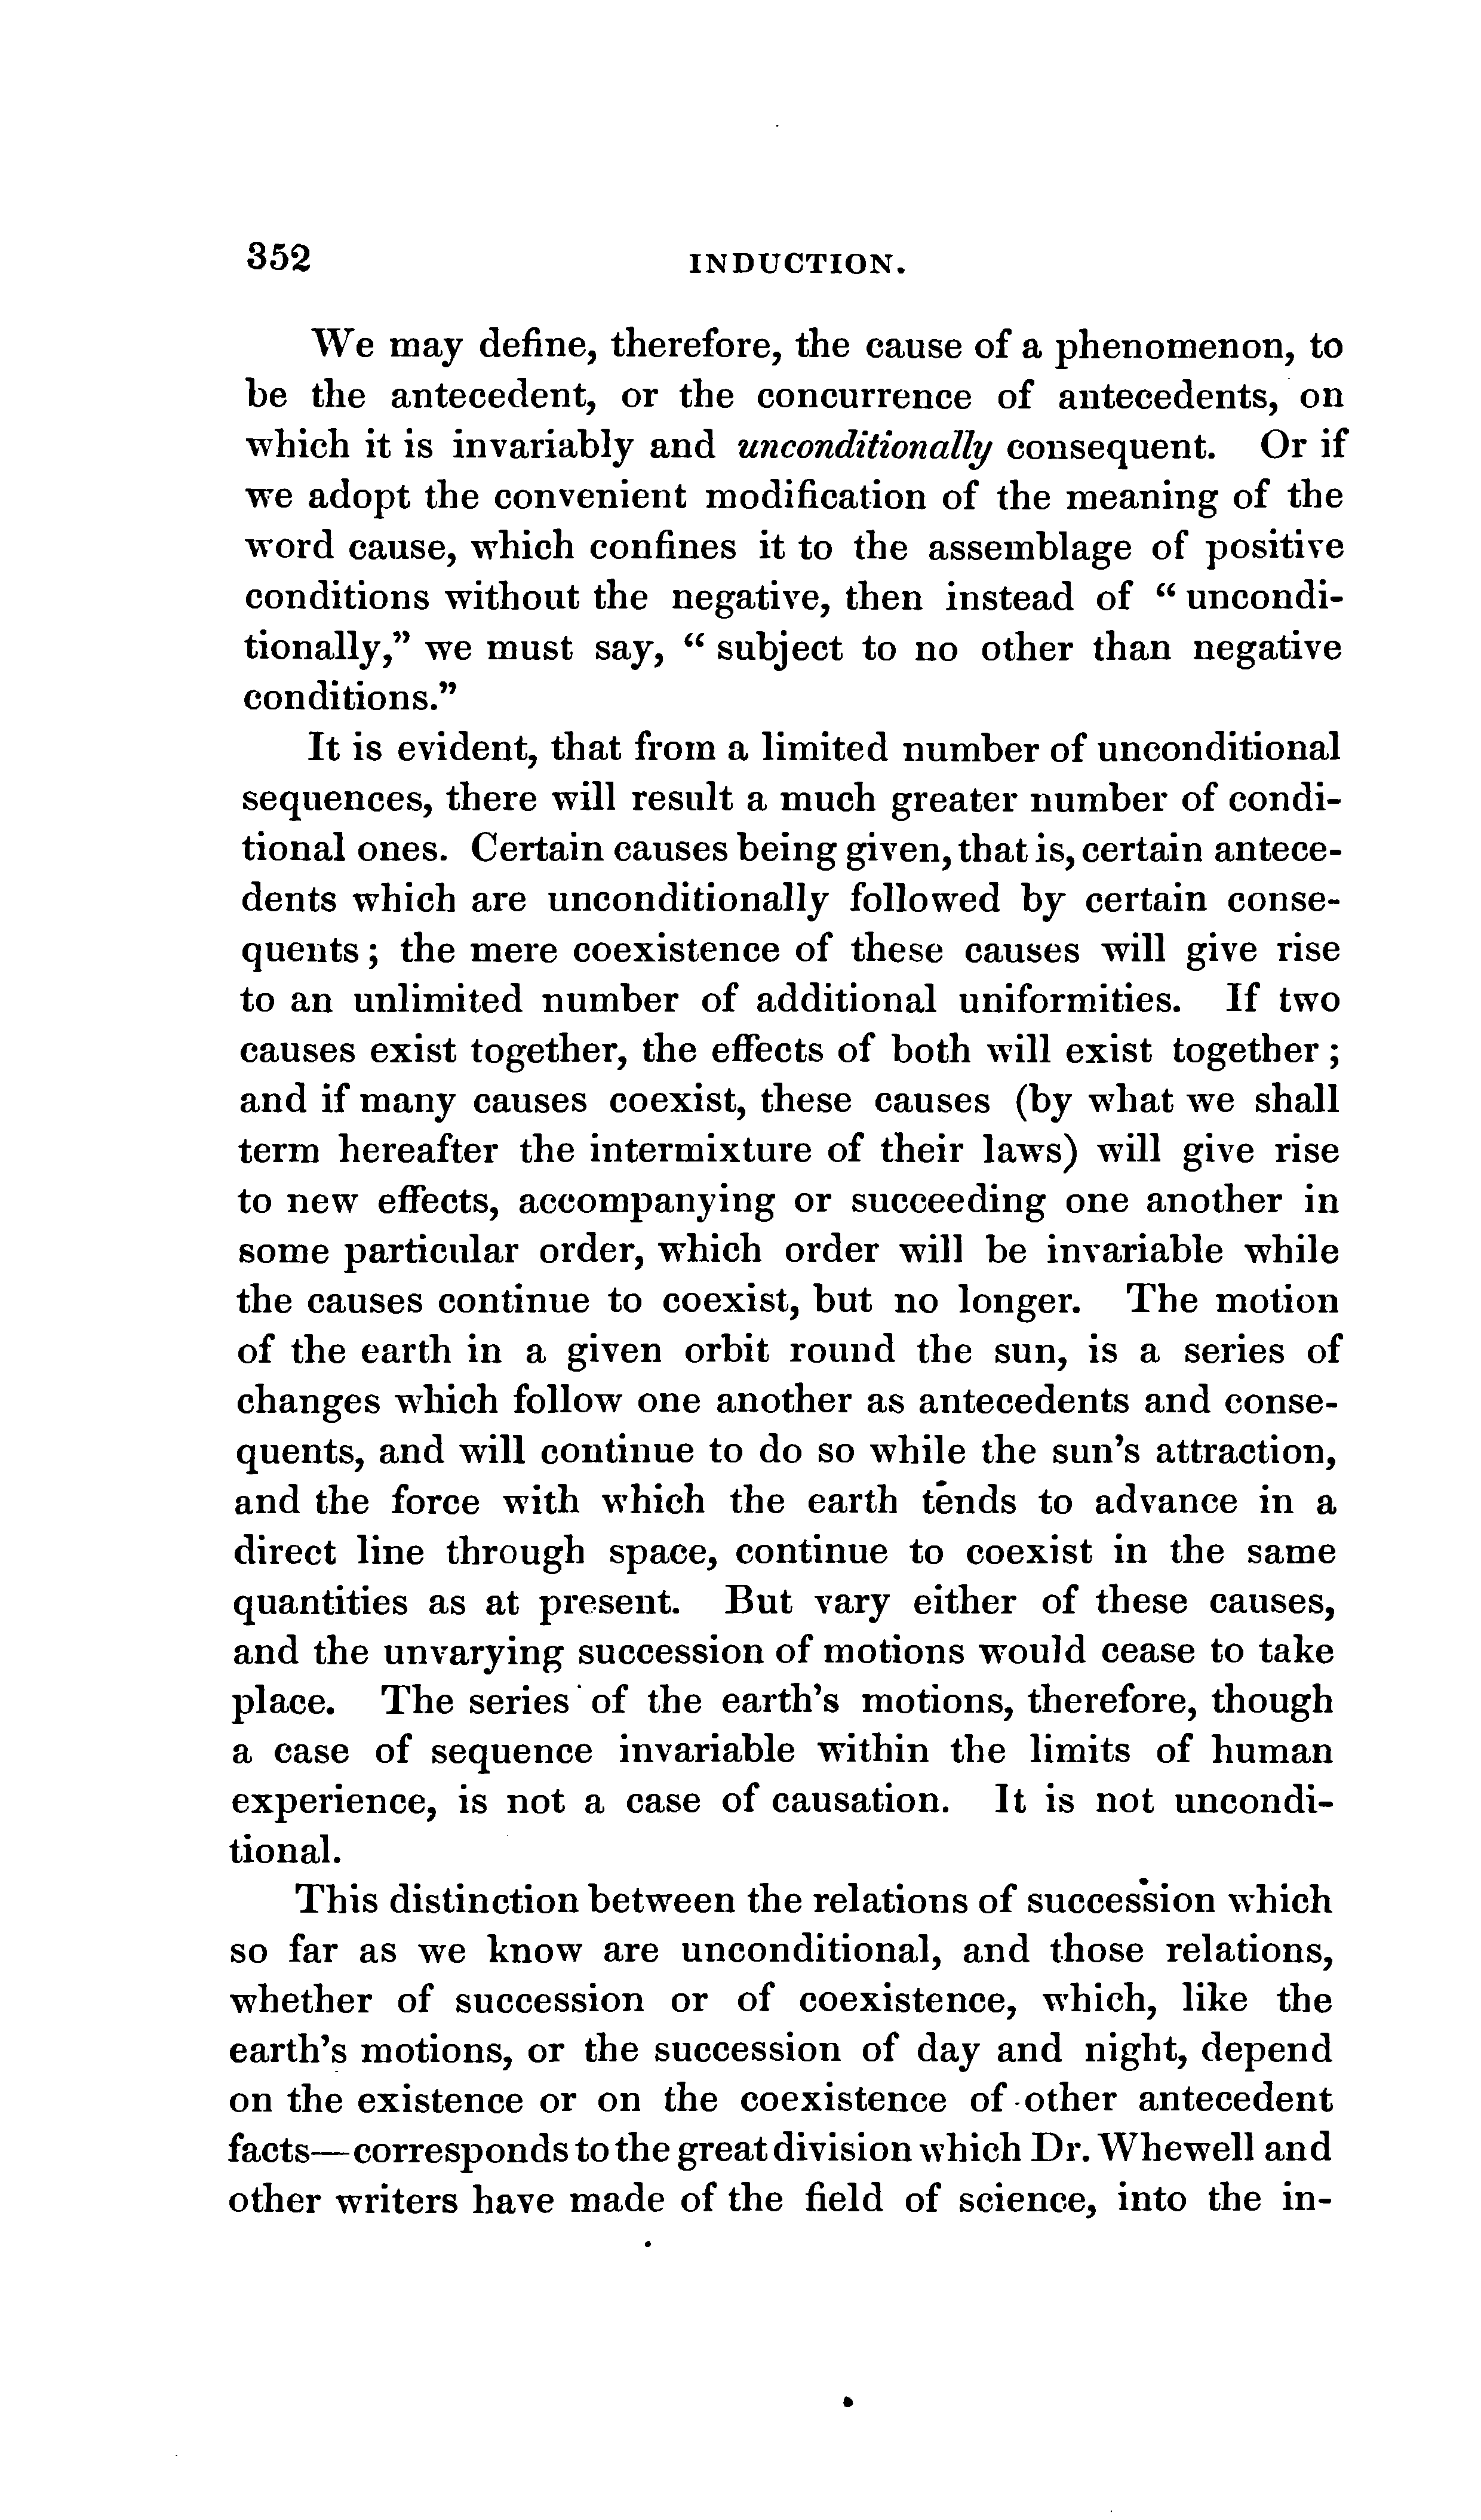 352
INDUCTION.
We may define, therefore, the cause of a phenomenon, to
be the antecedent, or the concurrence of antecedents, on
which it is invariably and unconditionally consequent. Or if
we adopt the convenient modification of the meaning of the
word cause, which confines it to the assemblage of positive
conditions without the negative, then instead of “ uncondi-
tionally,” we must say, “ subject to no other than negative
conditions.”
It is evident, that from a limited number of unconditional
sequences, there will result a much greater number of condi-
tional ones. Certain causes being given, that is, certain antece-
dents which are unconditionally followed by certain conse-
quents ; the mere coexistence of these causes will give rise
to an unlimited number of additional uniformities. If two
causes exist together, the effects of both will exist together ;
and if many causes coexist, these causes (by what we shall
term hereafter the intermixture of their laws) will give rise
to new effects, accompanying or succeeding one another in
some particular order, which order will be invariable while
the causes continue to coexist, but no longer. The motion
of the earth in a given orbit round the sun, is a series of
changes which follow one another as antecedents and conse-
quents, and will continue to do so while the sun’s attraction,
and the force with which the earth tends to advance in a
direct line through space, continue to coexist in the same
quantities as at present. But vary either of these causes,
and the unvarying succession of motions would cease to take
place. The series of the earth’s motions, therefore, though
a case of sequence invariable within the limits of human
experience, is not a case of causation. It is not uncondi-
tional.
This distinction between the relations of succession which
so far as we know are unconditional, and those relations,
whether of succession or of coexistence, which, like the
earth’s motions, or the succession of day and night, depend
on the existence or on the coexistence of other antecedent
facts—corresponds to the great division which Dr. Whewell and
other writers have made of the field of science, into the in-